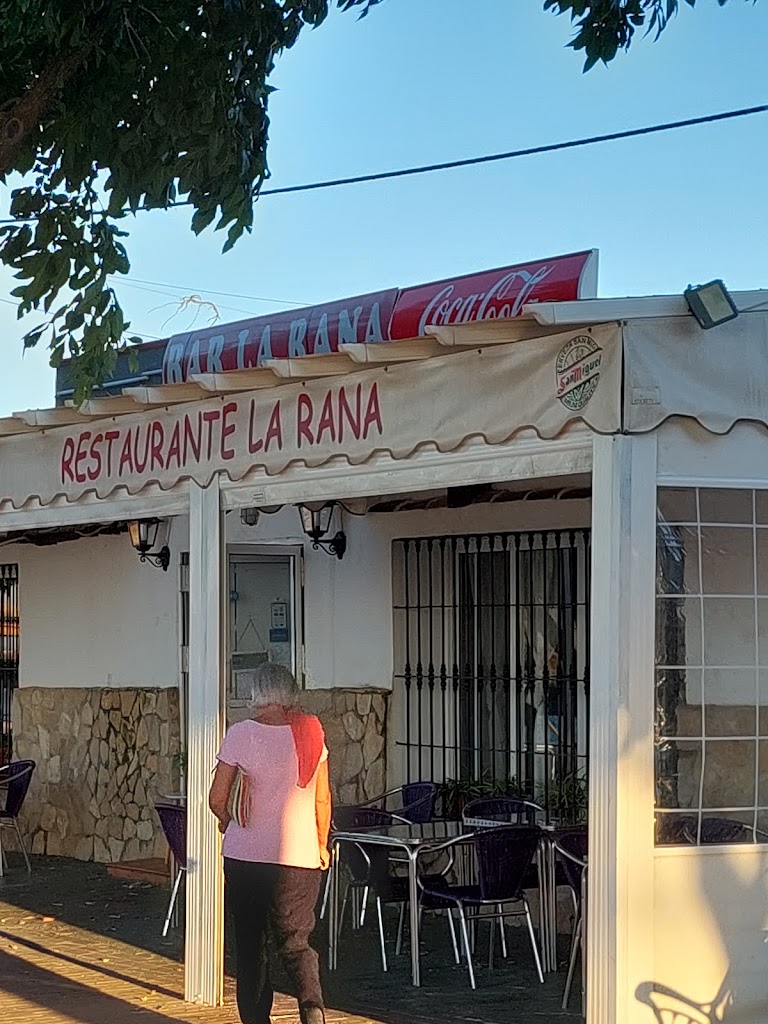 BAR LA RANA
Coca-Cola
RESTAURANTE LA RANA
San Miguel